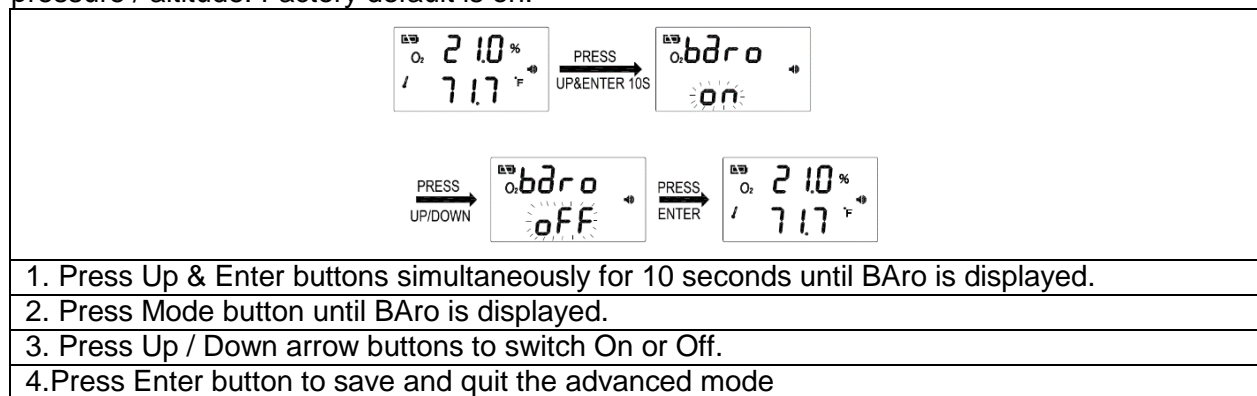 pressure / altitude. Factory default is on.
O₂ 21.0 %
71.7 °F
PRESS
UP&ENTER 10S
O₂ bAro
on
PRESS
UP/DOWN
O₂ bAro
oFF
PRESS
ENTER
O₂ 21.0 %
71.7 °F
1. Press Up & Enter buttons simultaneously for 10 seconds until BAro is displayed.
2. Press Mode button until BAro is displayed.
3. Press Up / Down arrow buttons to switch On or Off.
4.Press Enter button to save and quit the advanced mode